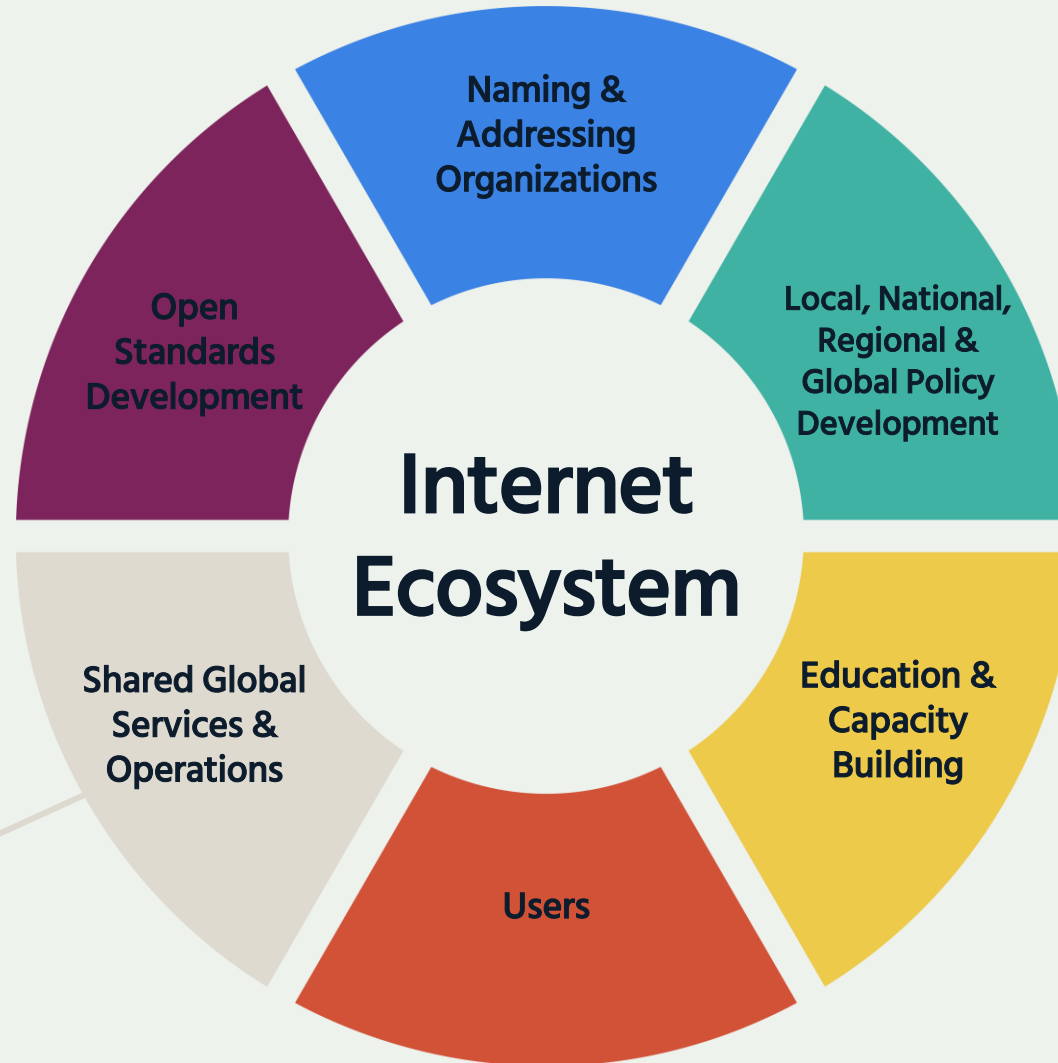 Naming &
Addressing
Organizations
Local, National,
Regional &
Global Policy
Development
Education &
Capacity
Building
Users
Shared Global
Services &
Operations
Open
Standards
Development
Internet
Ecosystem